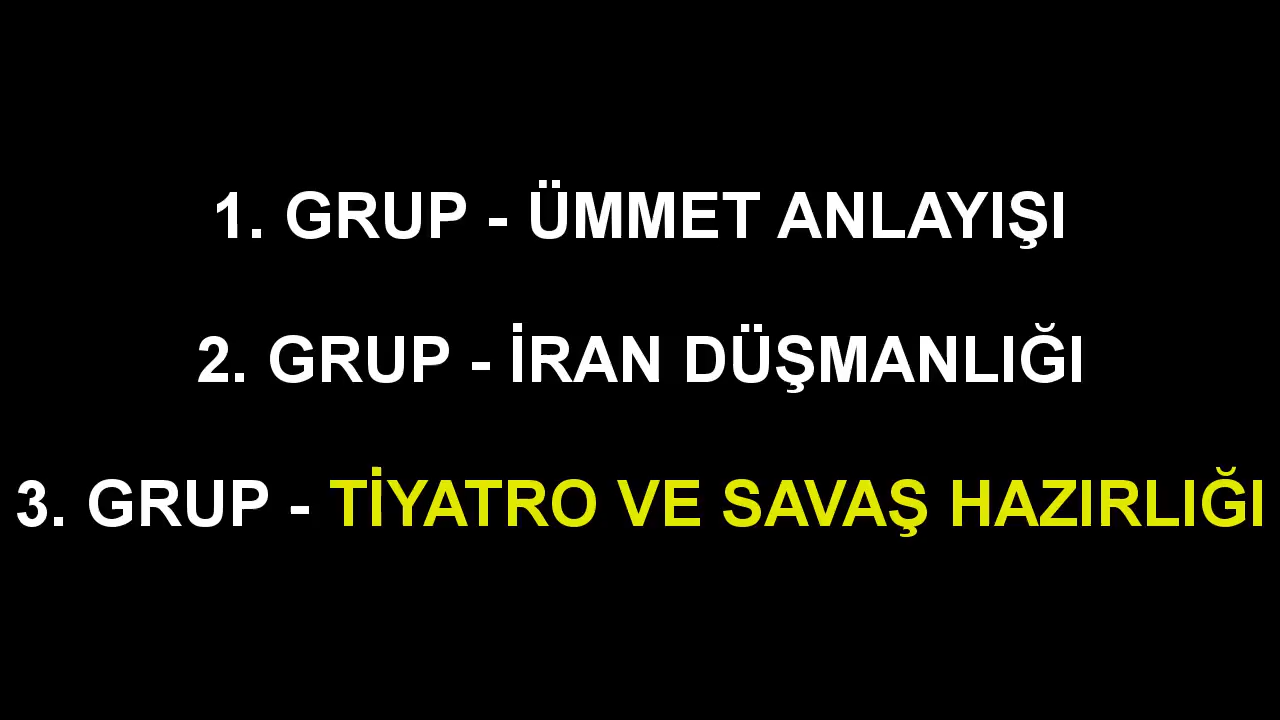 1. GRUP - ÜMMET ANLAYIŞI
2. GRUP - İRAN DÜŞMANLIĞI
3. GRUP - TİYATRO VE SAVAŞ HAZIRLIĞI